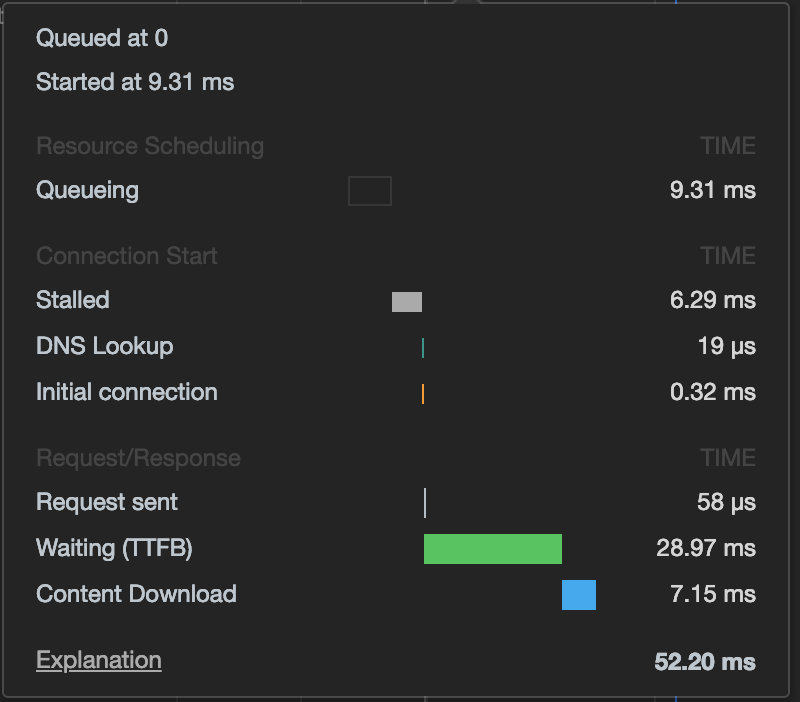 Queued at 0
Started at 9.31 ms
Resource Scheduling TIME
Queueing 9.31 ms
Connection Start TIME
Stalled 6.29 ms
DNS Lookup 19 μs
Initial connection 0.32 ms
Request/Response TIME
Request sent 58 μs
Waiting (TTFB) 28.97 ms
Content Download 7.15 ms
Explanation 52.20 ms